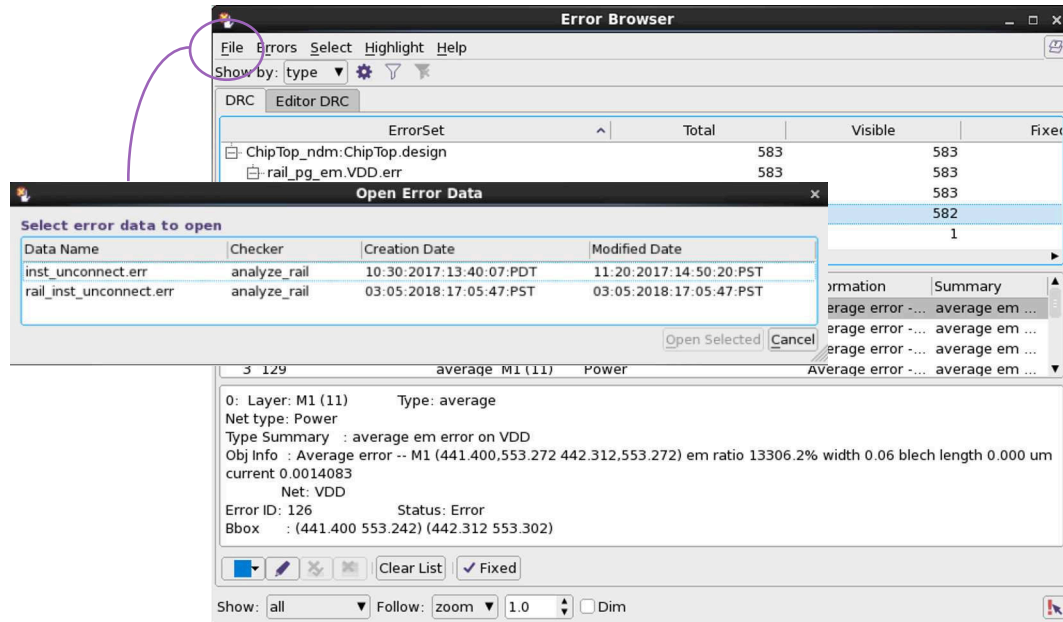 Error Browser
File Errors Select Highlight Help
Show by: type
DRC Editor DRC
ErrorSet Total Visible
ChipTop_ndm:ChipTop.design 583 583
rail_pg_em.VDD.err 583 583
583
582
1
Open Error Data
Select error data to open
Data Name Checker Creation Date Modified Date
inst_unconnect.err analyze_rail 10:30:2017:13:40:07:PDT 11:20:2017:14:50:20:PST
rail_inst_unconnect.err analyze_rail 03:05:2018:17:05:47:PST 03:05:2018:17:05:47:PST
Open Selected Cancel
Summary
error -... average em ...
error -... average em ...
error -... average em ...
3 129 average M1 (11) Power Average error -... average em ...
0: Layer: M1 (11) Type: average
Net type: Power
Type Summary : average em error on VDD
Obj Info : Average error -- M1 (441.400,553.272 442.312,553.272) em ratio 13306.2% width 0.06 blech length 0.000 um
current 0.0014083
Net: VDD
Error ID: 126 Status: Error
Bbox : (441.400 553.242) (442.312 553.302)
Clear List Fixed
Show: all Follow: zoom 1.0 Dim